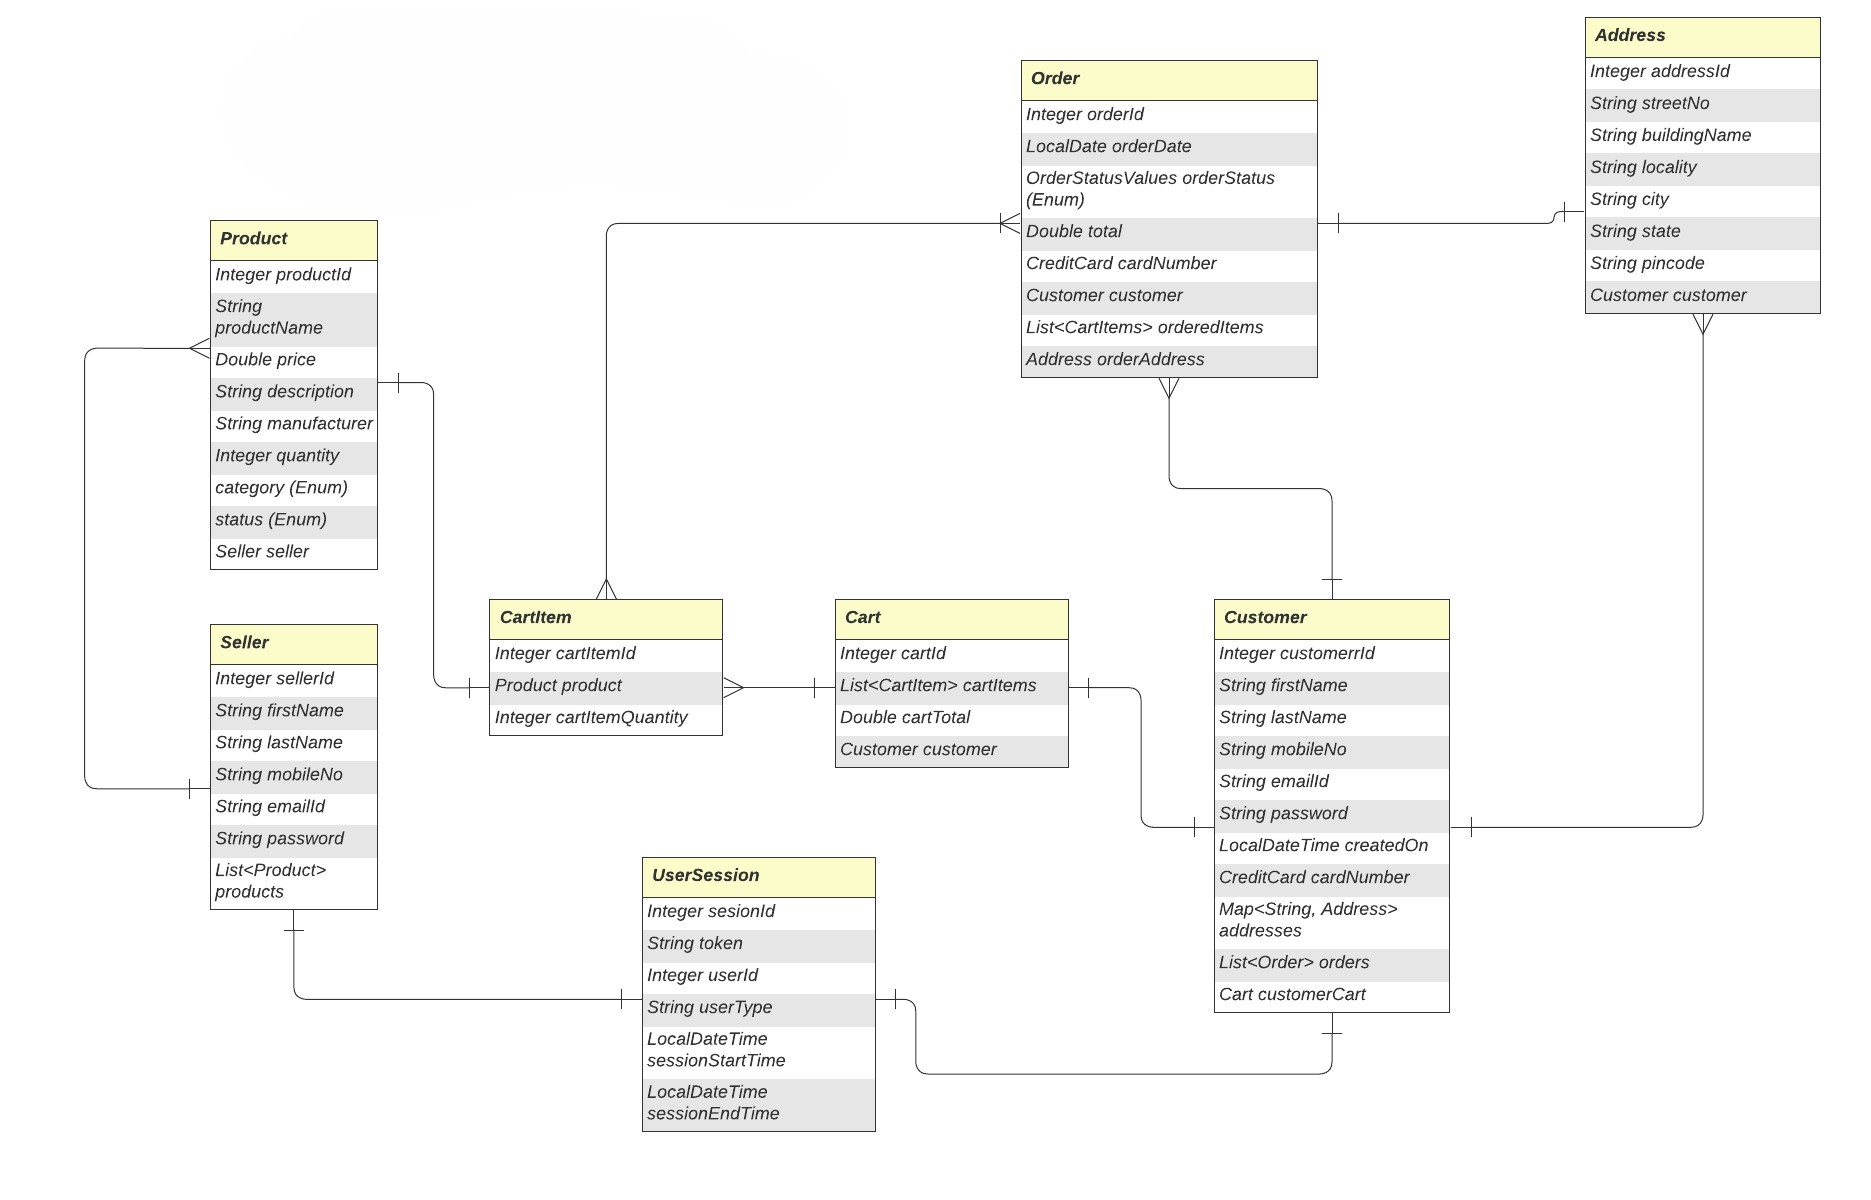 Address
Integer addressId
String streetNo
String buildingName
String locality
String city
String state
String pincode
Customer customer
Order
Integer orderId
LocalDate orderDate
OrderStatusValues orderStatus
(Enum)
Double total
CreditCard cardNumber
Customer customer
List<CartItems> orderedItems
Address orderAddress
Product
Integer productId
String
productName
Double price
String description
String manufacturer
Integer quantity
category (Enum)
status (Enum)
Seller seller
Seller
Integer sellerId
String firstName
String lastName
String mobileNo
String emailId
String password
List<Product>
products
CartItem
Integer cartItemId
Product product
Integer cartItemQuantity
Cart
Integer cartId
List<CartItem> cartItems
Double cartTotal
Customer customer
Customer
Integer customerrId
String firstName
String lastName
String mobileNo
String emailId
String password
LocalDateTime createdOn
CreditCard cardNumber
Map<String, Address>
addresses
List<Order> orders
Cart customerCart
UserSession
Integer sesionId
String token
Integer userId
String userType
LocalDateTime
sessionStartTime
LocalDateTime
sessionEndTime